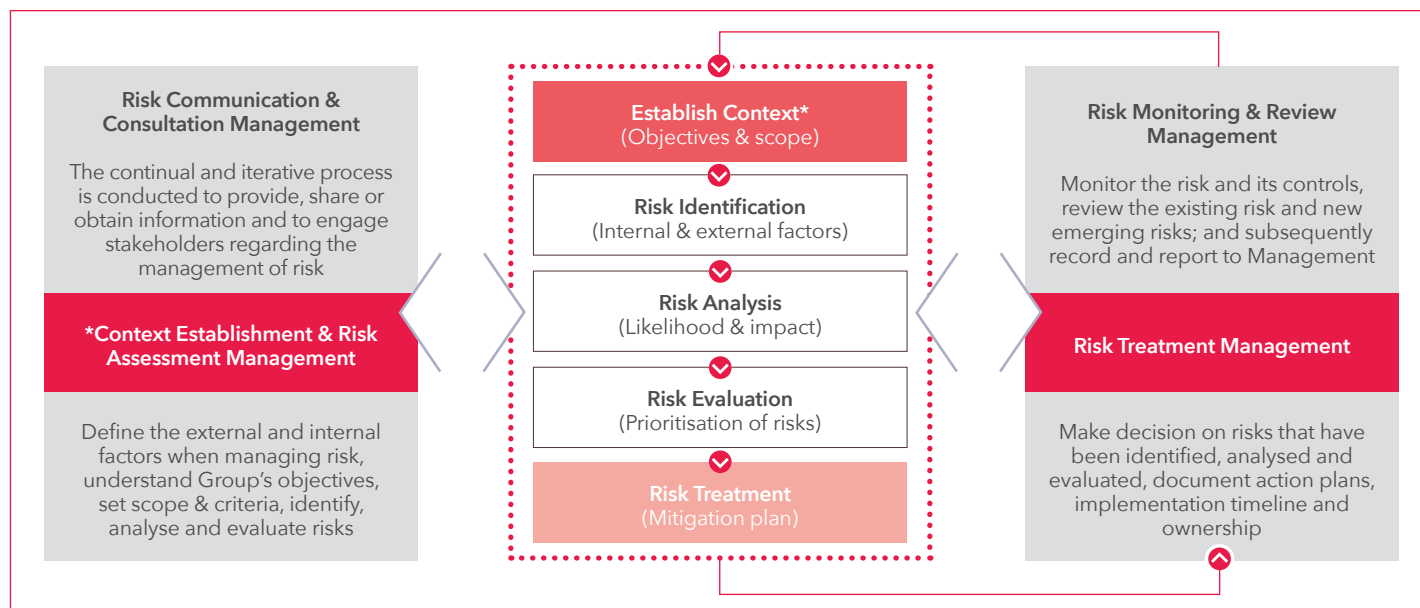 Risk Communication &
Consultation Management
The continual and iterative process
is conducted to provide, share or
obtain information and to engage
stakeholders regarding the
management of risk
*Context Establishment & Risk
Assessment Management
Define the external and internal
factors when managing risk,
understand Group’s objectives,
set scope & criteria, identify,
analyse and evaluate risks
Establish Context*
(Objectives & scope)
Risk Identification
(Internal & external factors)
Risk Analysis
(Likelihood & impact)
Risk Evaluation
(Prioritisation of risks)
Risk Treatment
(Mitigation plan)
Risk Monitoring & Review
Management
Monitor the risk and its controls,
review the existing risk and new
emerging risks; and subsequently
record and report to Management
Risk Treatment Management
Make decision on risks that have
been identified, analysed and
evaluated, document action plans,
implementation timeline and
ownership